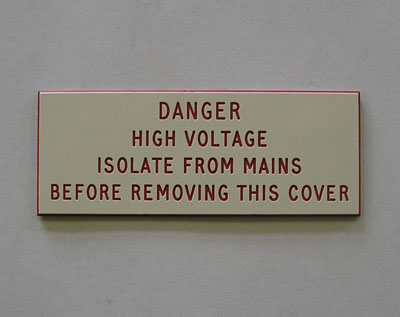 DANGER
HIGH VOLTAGE
ISOLATE FROM MAINS
BEFORE REMOVING THIS COVER